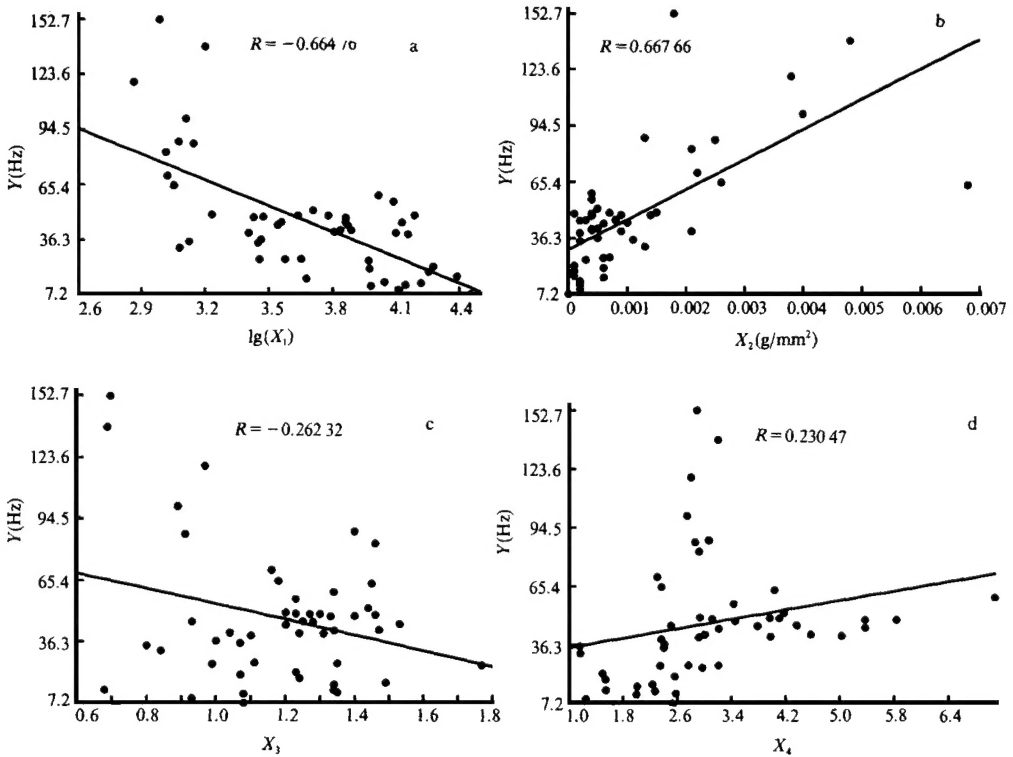 152.7
R = −0.664 76
a
123.6
94.5
Y(Hz)
65.4
36.3
7.2
2.6 2.9 3.2 3.5 3.8 4.1 4.4
lg(X₁)
152.7
b
R = 0.667 66
123.6
94.5
Y(Hz)
65.4
36.3
7.2
0 0.001 0.002 0.003 0.004 0.005 0.006 0.007
X₂(g/mm²)
152.7
R = −0.262 32
c
123.6
94.5
Y(Hz)
65.4
36.3
7.2
0.6 0.8 1.0 1.2 1.4 1.6 1.8
X₃
152.7
R = 0.230 47
d
123.6
94.5
Y(Hz)
65.4
36.3
7.2
1.0 1.8 2.6 3.4 4.2 5.0 5.8 6.4
X₄